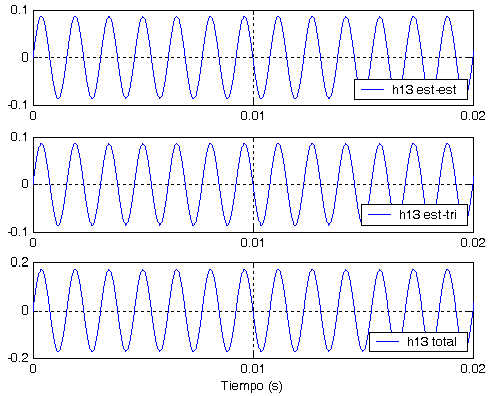 0.1
0
-0.1
h13 est-est
0 0.01 0.02
0.1
0
-0.1
h13 est-tri
0 0.01 0.02
0.2
0
-0.2
h13 total
0 0.01 0.02
Tiempo (s)